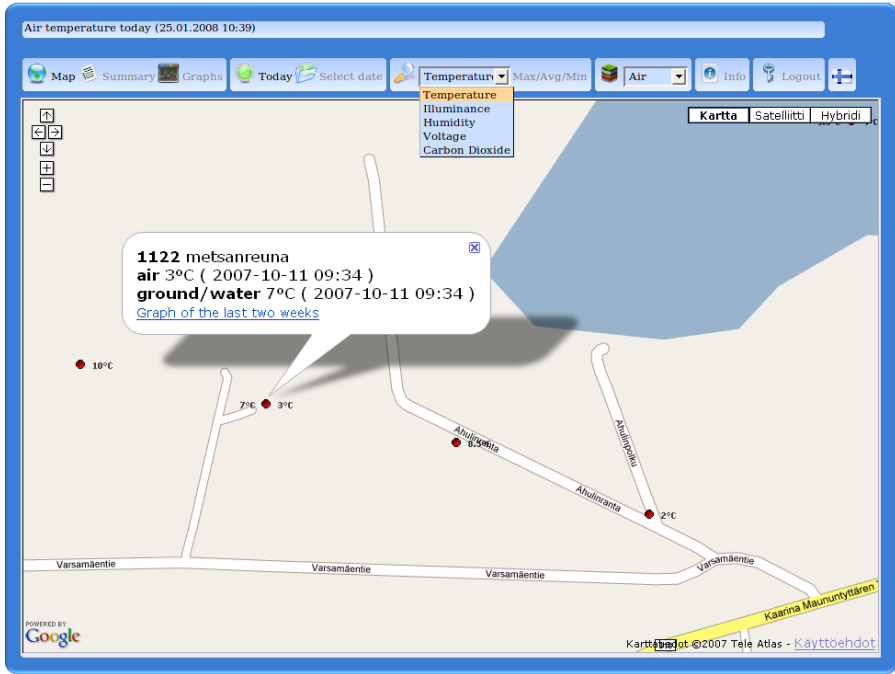 Air temperature today (25.01.2008 10:39)
Map Summary Graphs Today Select date Temperature Max/Avg/Min Air Info Logout
Temperature
Illuminance
Humidity
Voltage
Carbon Dioxide
Kartta Satelliitti Hybridi
1122 metsanreuna
air 3ºC ( 2007-10-11 09:34 )
ground/water 7ºC ( 2007-10-11 09:34 )
Graph of the last two weeks
10ºC
7ºC 3ºC
Ahulinranta
Ahulinpolku
Ahulinranta
2ºC
Varsamäentie
Varsamäentie
Varsamäentie
Varsamäentie
Kaarina Maununtyttären
POWERED BY
Google
©2007 Tele Atlas - Käyttöehdot